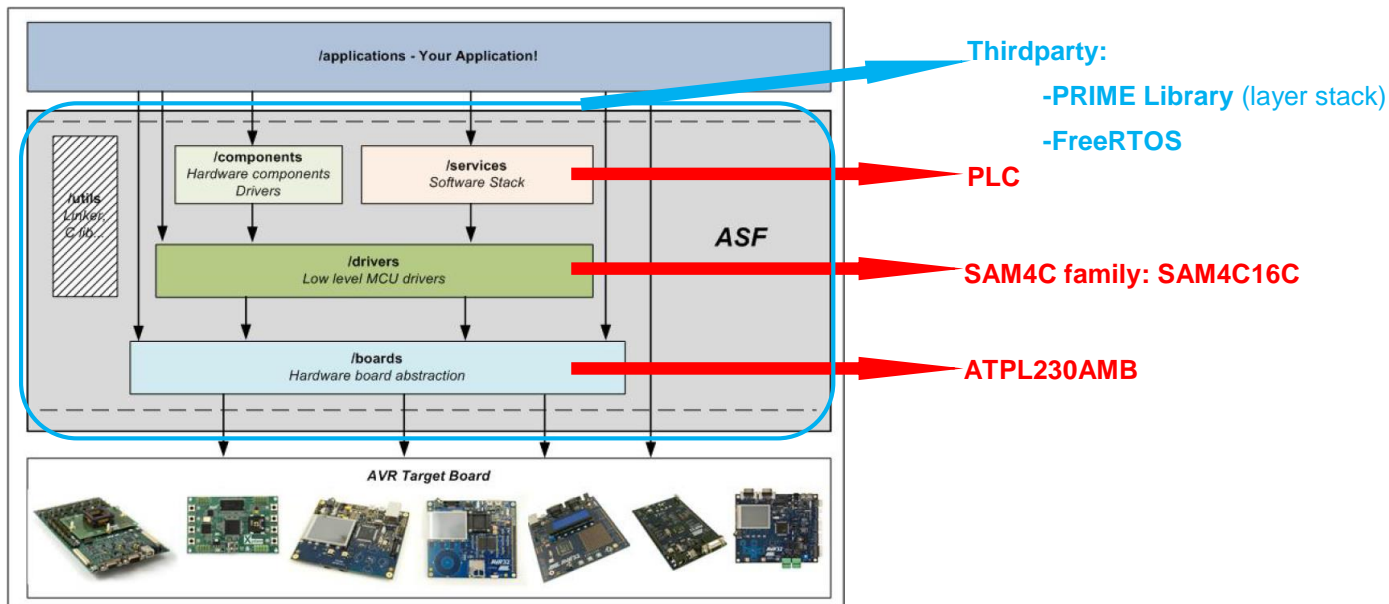 /applications - Your Application!
Thirdparty:
-PRIME Library (layer stack)
-FreeRTOS
/components
Hardware components
Drivers
/services
Software Stack
PLC
/utils
Linker,
C lib...
ASF
/drivers
Low level MCU drivers
SAM4C family: SAM4C16C
/boards
Hardware board abstraction
ATPL230AMB
AVR Target Board